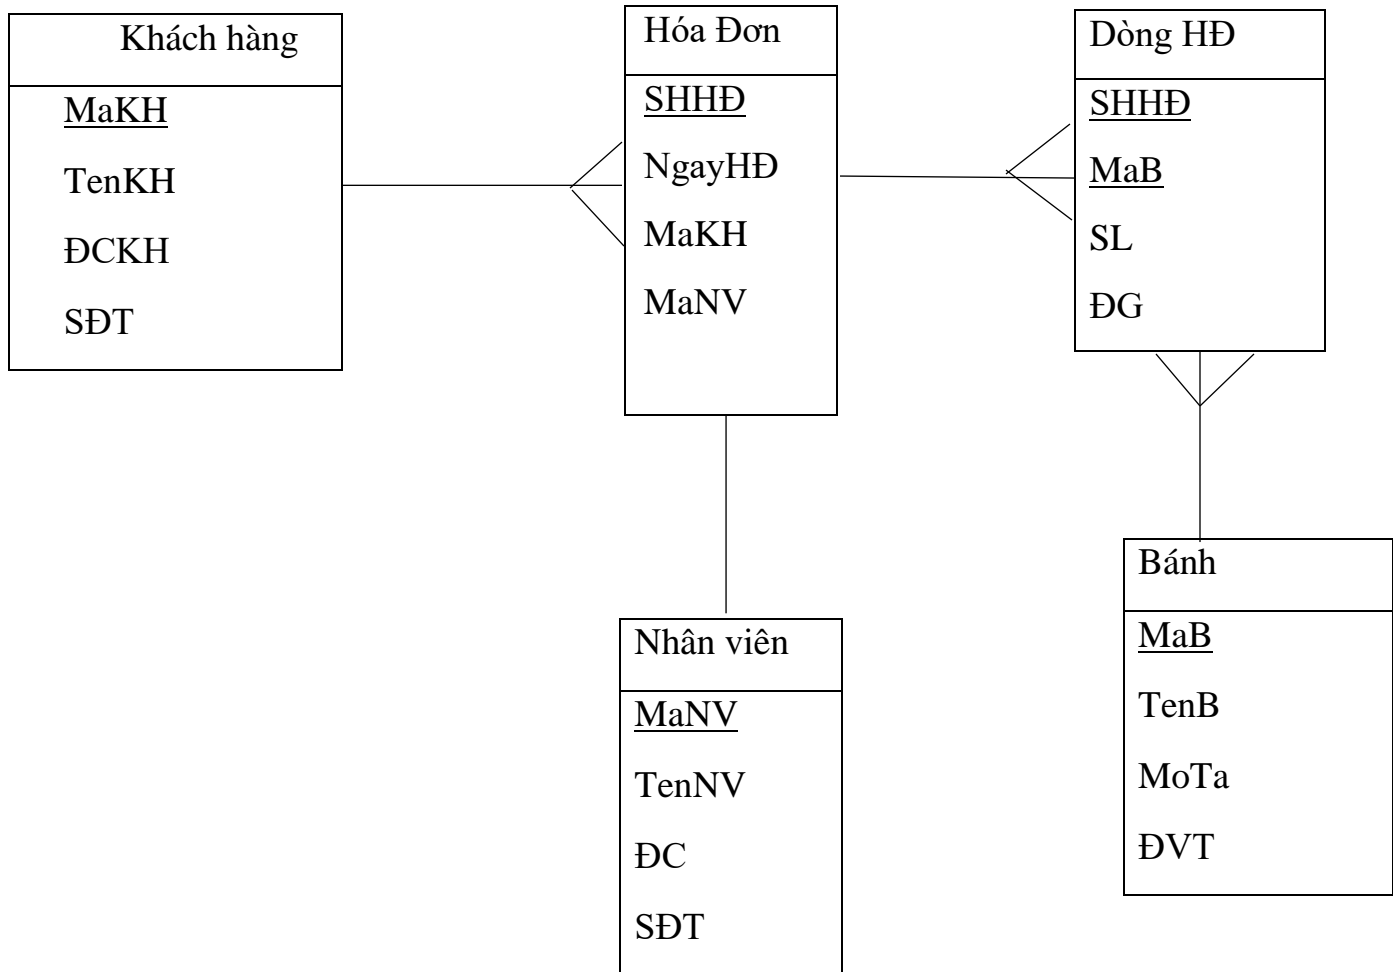 Khách hàng
MaKH
TenKH
ĐCKH
SĐT
Hóa Đơn
SHHĐ
NgayHĐ
MaKH
MaNV
Dòng HĐ
SHHĐ
MaB
SL
ĐG
Nhân viên
MaNV
TenNV
ĐC
SĐT
Bánh
MaB
TenB
MoTa
ĐVT